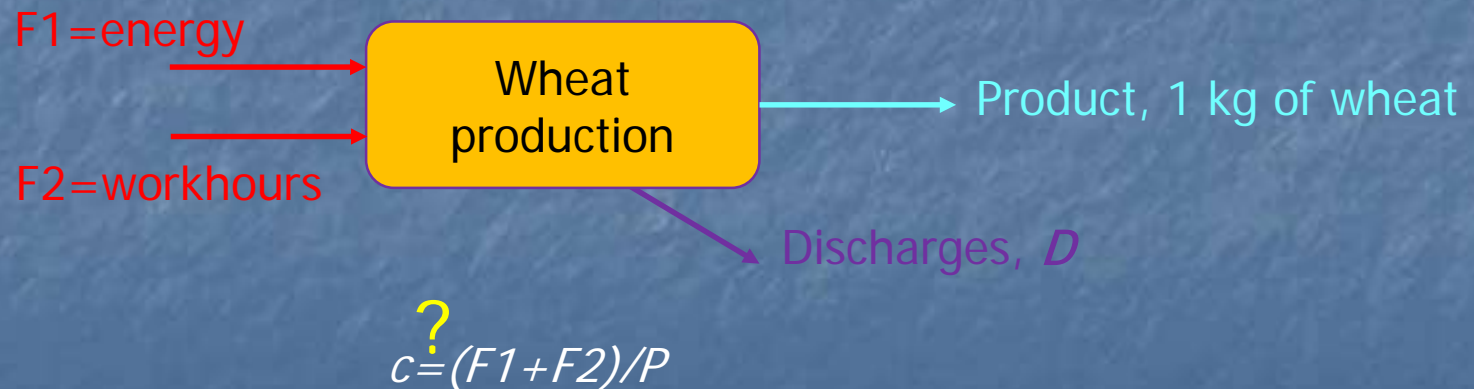 F1=energy
Wheat
production
Product, 1 kg of wheat
F2=workhours
Discharges, D
?
c=(F1+F2)/P